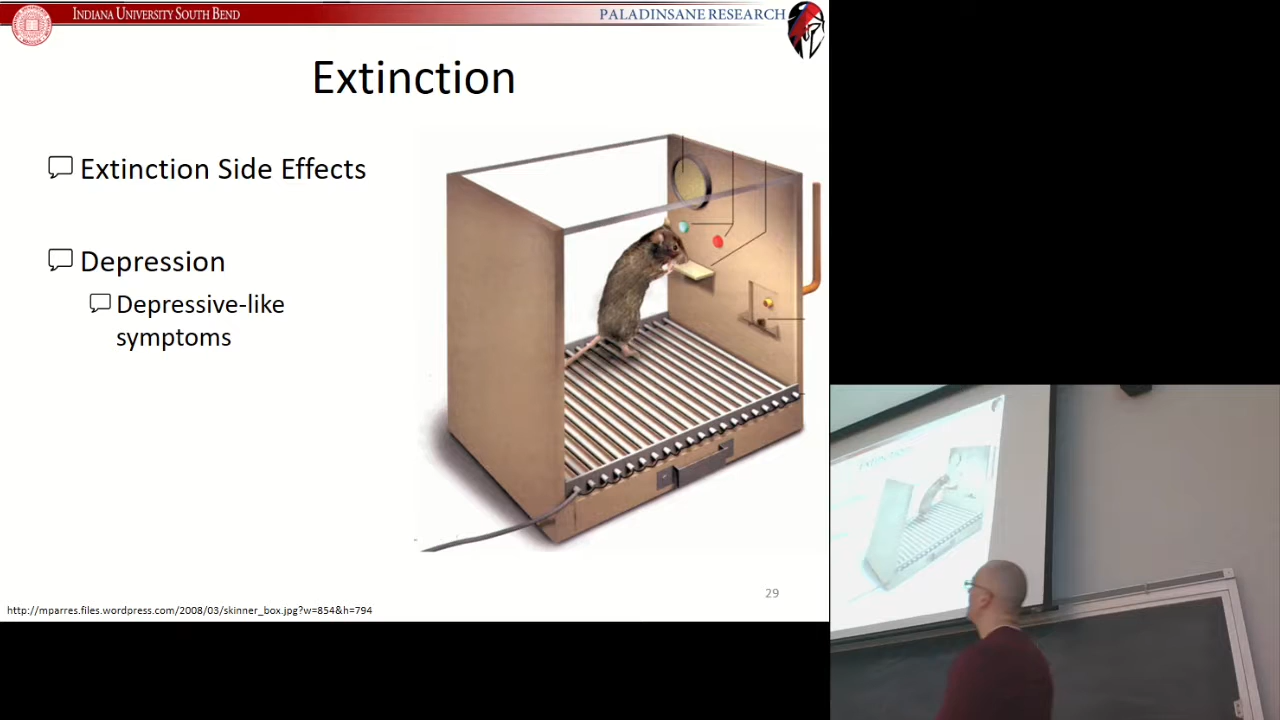 INDIANA UNIVERSITY SOUTH BEND
PALADINSANE RESEARCH
Extinction
Extinction Side Effects
Depression
Depressive-like
symptoms
29
http://mparres.files.wordpress.com/2008/03/skinner_box.jpg?w=854&h=794